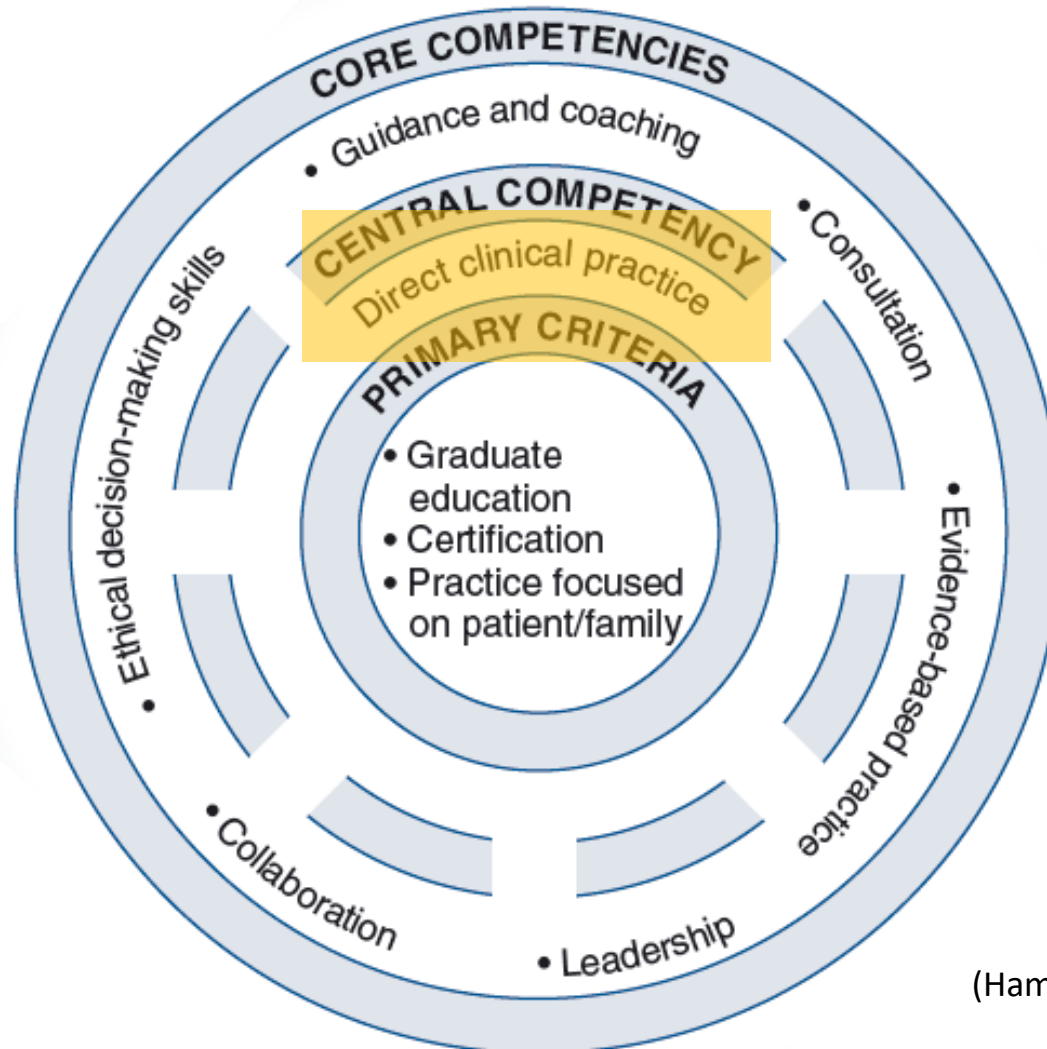 CORE COMPETENCIES
• Guidance and coaching
• Consultation
• Evidence-based practice
• Leadership
• Collaboration
• Ethical decision-making skills
CENTRAL COMPETENCY
Direct clinical practice
PRIMARY CRITERIA
• Graduate
education
• Certification
• Practice focused
on patient/family
(Ham